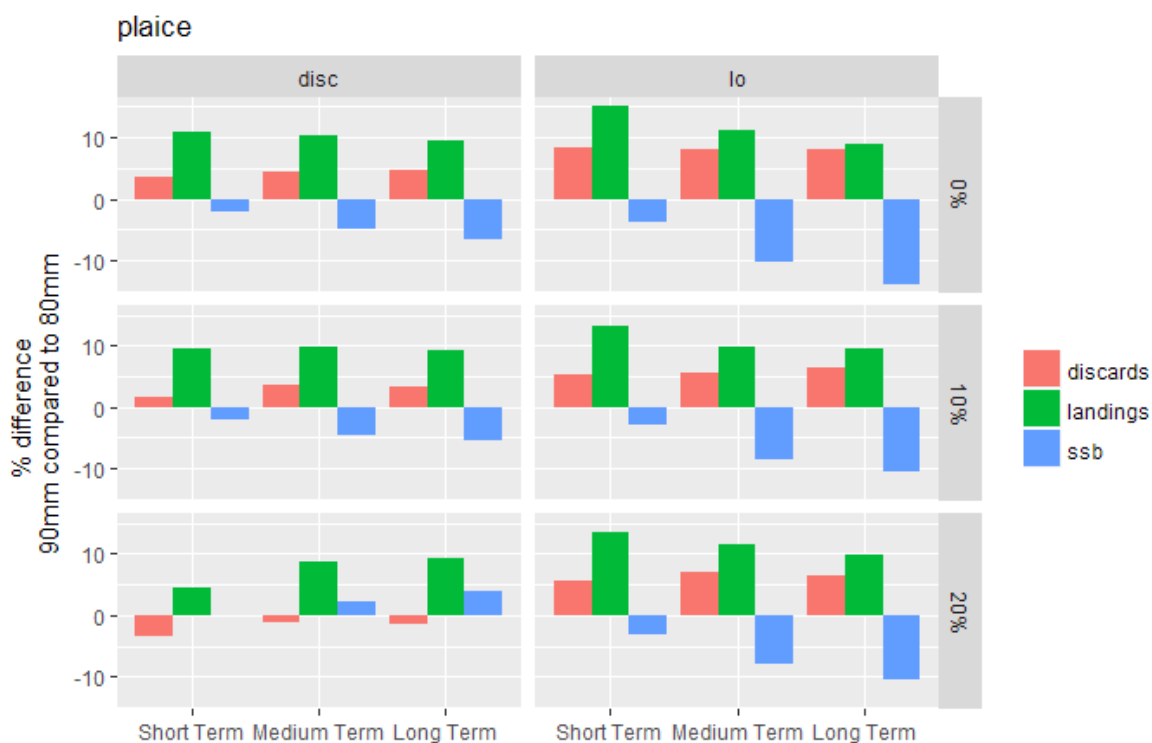 plaice
disc
lo
10
0
-10
0%
10
0
-10
10%
10
0
-10
20%
% difference
90mm compared to 80mm
Short Term Medium Term Long Term
Short Term Medium Term Long Term
discards
landings
ssb